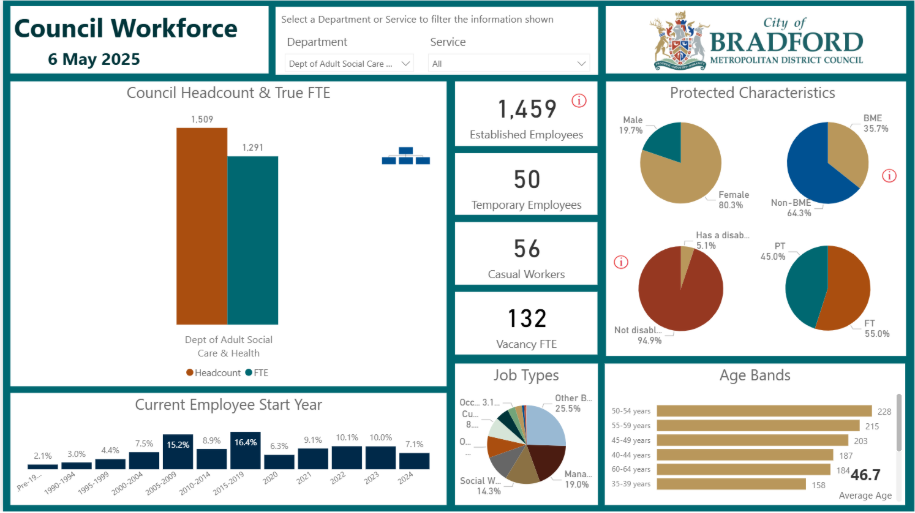 Council Workforce
6 May 2025
Select a Department or Service to filter the information shown
Department
Service
Dept of Adult Social Care ...
All
City of
BRADFORD
METROPOLITAN DISTRICT COUNCIL
Council Headcount & True FTE
1,509
1,291
Dept of Adult Social
Care & Health
Headcount
FTE
1,459
Established Employees
50
Temporary Employees
56
Casual Workers
132
Vacancy FTE
Protected Characteristics
Male
19.7%
Female
80.3%
BME
35.7%
Non-BME
64.3%
Has a disab...
5.1%
Not disabl...
94.9%
PT
45.0%
FT
55.0%
Current Employee Start Year
2.1%
3.0%
4.4%
7.5%
15.2%
8.9%
16.4%
6.3%
9.1%
10.1%
10.0%
7.1%
Pre-19...
1990-1994
1995-1999
2000-2004
2005-2009
2010-2014
2015-2019
2020
2021
2022
2023
2024
Job Types
Occ... 3.1...
Cu...
8....
O...
...
Social W...
14.3%
Other B...
25.5%
Mana...
19.0%
Age Bands
50-54 years
228
55-59 years
215
45-49 years
203
40-44 years
187
60-64 years
184
35-39 years
158
46.7
Average Age